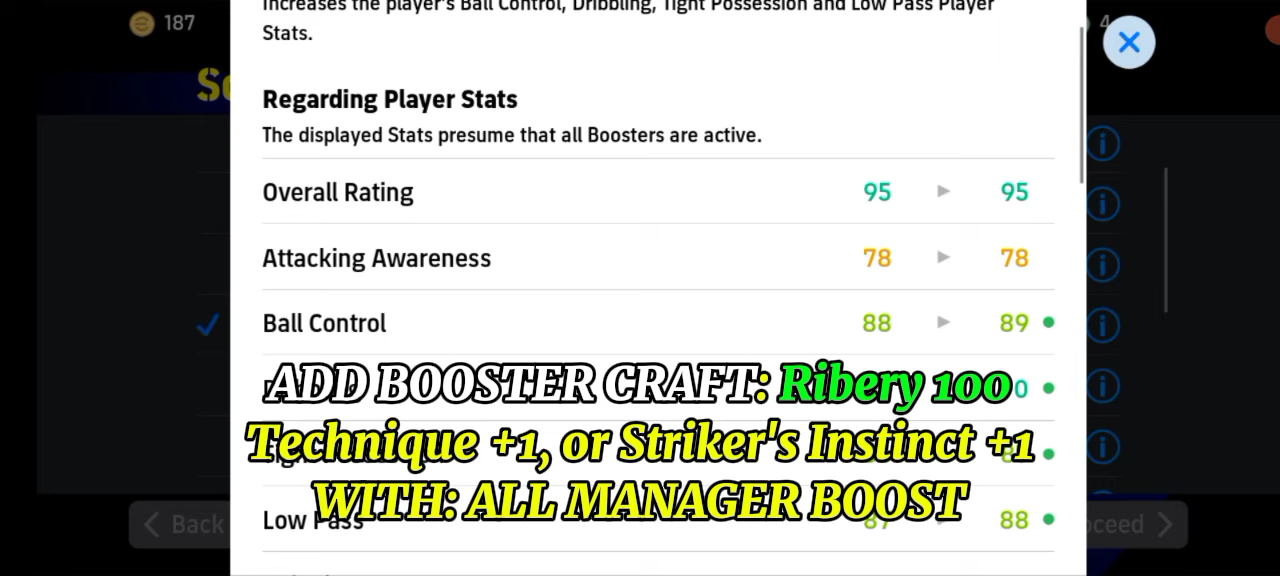 187
4
increases the player's Ball Control, Dribbling, Tight Possession and Low Pass Player
Stats.
Regarding Player Stats
The displayed Stats presume that all Boosters are active.
Overall Rating 95 ▶ 95
Attacking Awareness 78 ▶ 78
Ball Control 88 ▶ 89
ADD BOOSTER CRAFT: Ribery 100
Technique +1, or Striker's Instinct +1
WITH: ALL MANAGER BOOST
Low Pass 87 88
Back